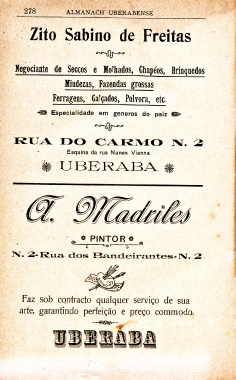 278 ALMANACH UBERABENSE
Zito Sabino de Freitas
Negociante de Seccos e Molhados, Chapéos, Brinquedos
Miudezas, Fazendas grossas
Ferragens, Calçados, Polvora, etc.
Especialidade em generos do paiz
RUA DO CARMO N. 2
Esquina da rua Nunes Vianna
UBERABA
A. Madriles
PINTOR
N. 2-Rua dos Bandeirantes-N. 2
Faz sob contracto qualquer serviço de sua
arte, garantindo perfeição e preço commodo.
UBERABA